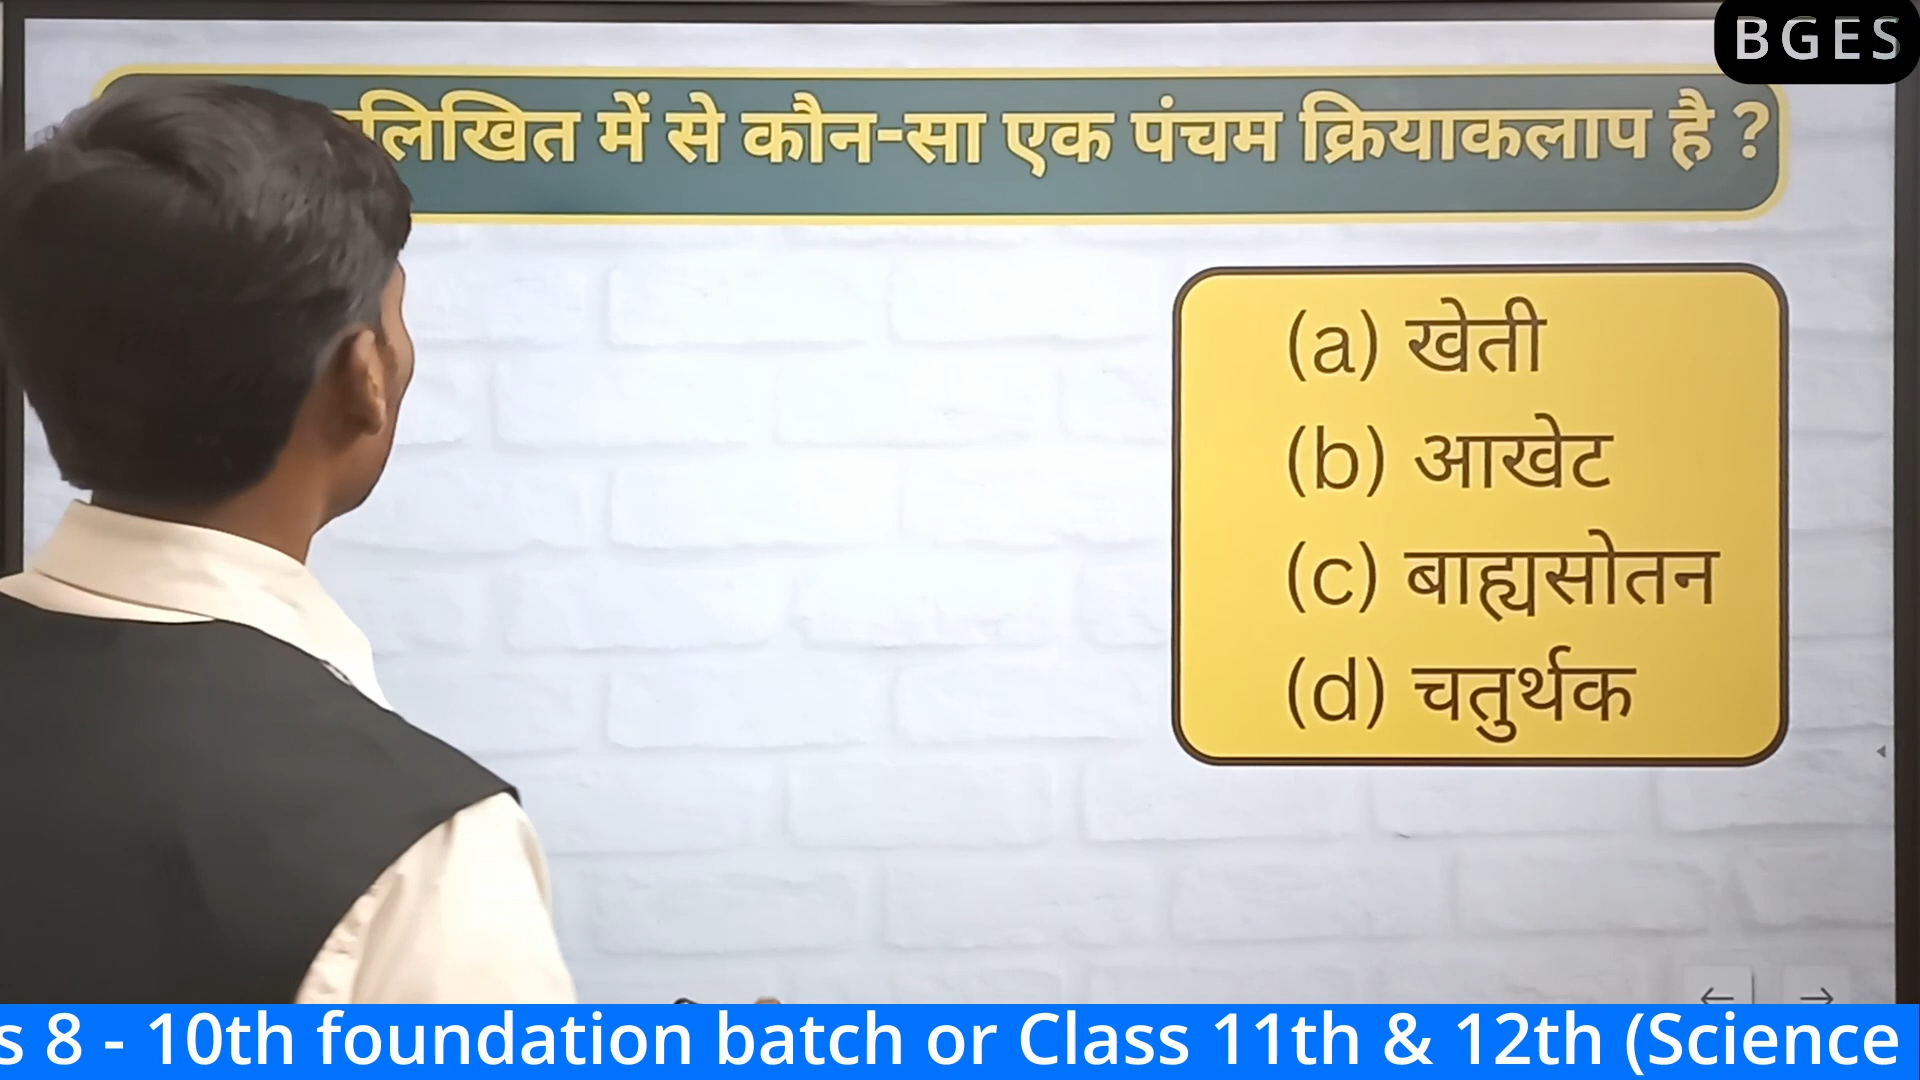 BGES
लिखित में से कौन-सा एक पंचम क्रियाकलाप है ?
(a) खेती
(b) आखेट
(c) बाह्यसोतन
(d) चतुर्थक
s 8 - 10th foundation batch or Class 11th & 12th (Science